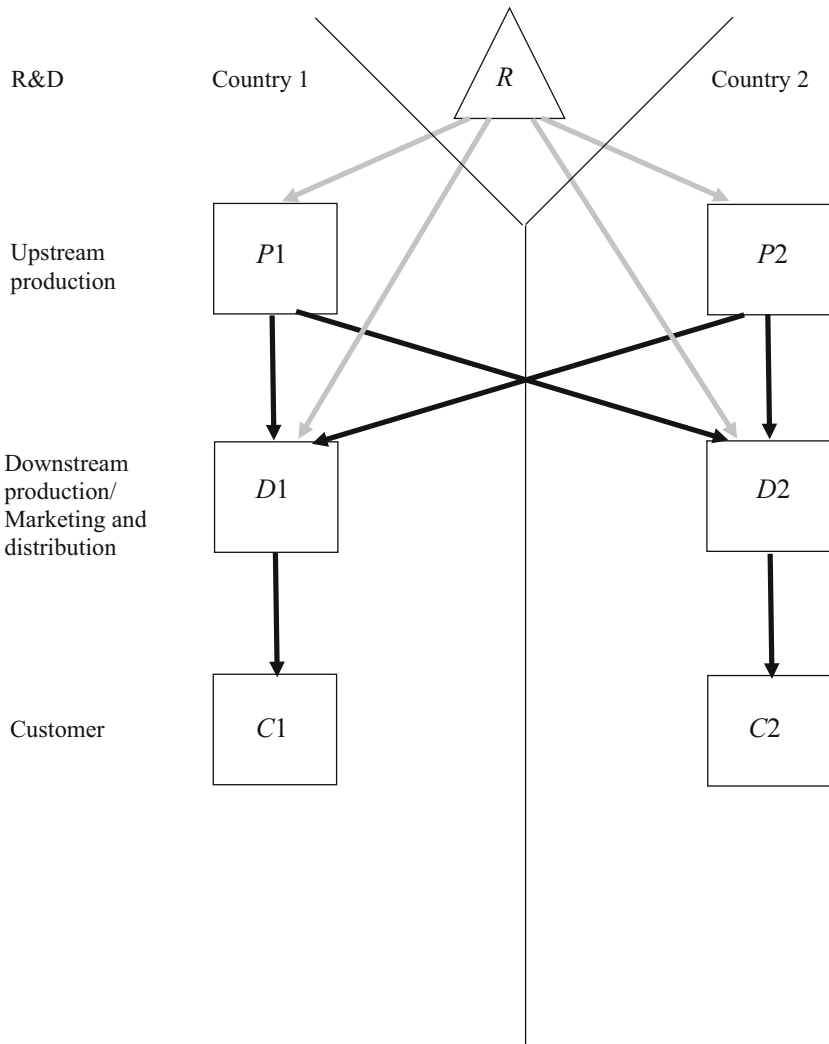 R&D
Country 1
R
Country 2
Upstream
production
P1
P2
Downstream
production/
Marketing and
distribution
D1
D2
Customer
C1
C2